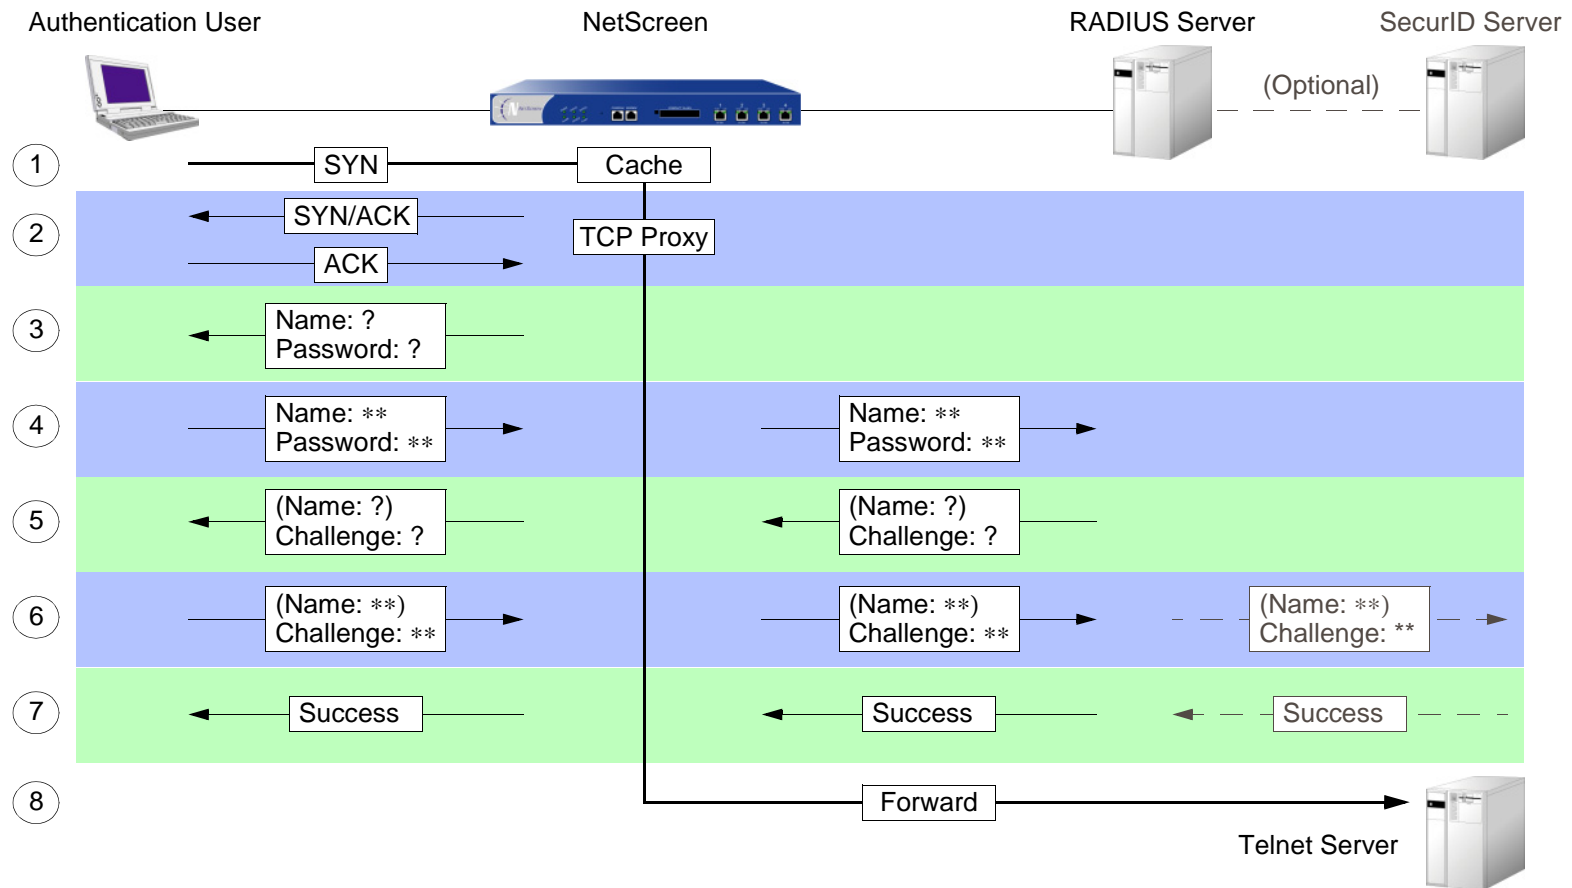 Authentication User
NetScreen
RADIUS Server
SecurID Server
(Optional)
1
SYN
Cache
2
SYN/ACK
TCP Proxy
ACK
3
Name: ?
Password: ?
4
Name: **
Password: **
Name: **
Password: **
5
(Name: ?)
Challenge: ?
(Name: ?)
Challenge: ?
6
(Name: **)
Challenge: **
(Name: **)
Challenge: **
(Name: **)
Challenge: **
7
Success
Success
Success
8
Forward
Telnet Server